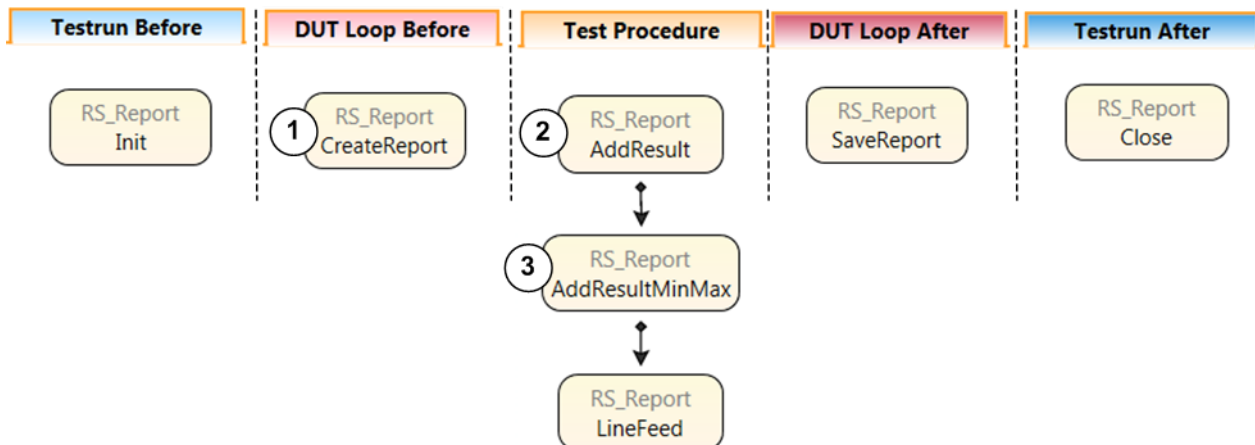 Testrun Before
DUT Loop Before
Test Procedure
DUT Loop After
Testrun After
RS_Report
Init
1
RS_Report
CreateReport
2
RS_Report
AddResult
RS_Report
SaveReport
RS_Report
Close
3
RS_Report
AddResultMinMax
RS_Report
LineFeed